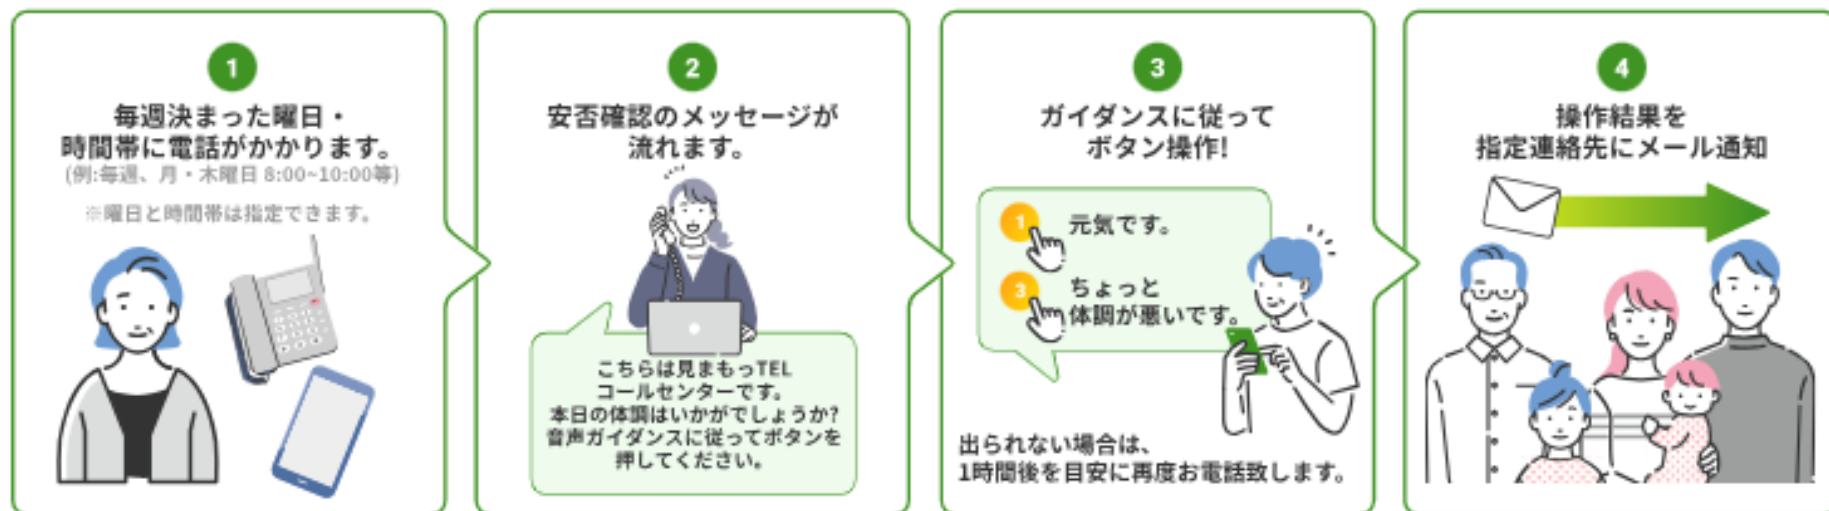 1
毎週決まった曜日・
時間帯に電話がかかります。
(例:毎週、月・木曜日 8:00~10:00等)
※曜日と時間帯は指定できます。
2
安否確認のメッセージが
流れます。
こちらは見まもっTEL
コールセンターです。
本日の体調はいかがでしょうか?
音声ガイダンスに従ってボタンを
押してください。
3
ガイダンスに従って
ボタン操作!
1 元気です。
3 ちょっと
体調が悪いです。
出られない場合は、
1時間後を目安に再度お電話致します。
4
操作結果を
指定連絡先にメール通知